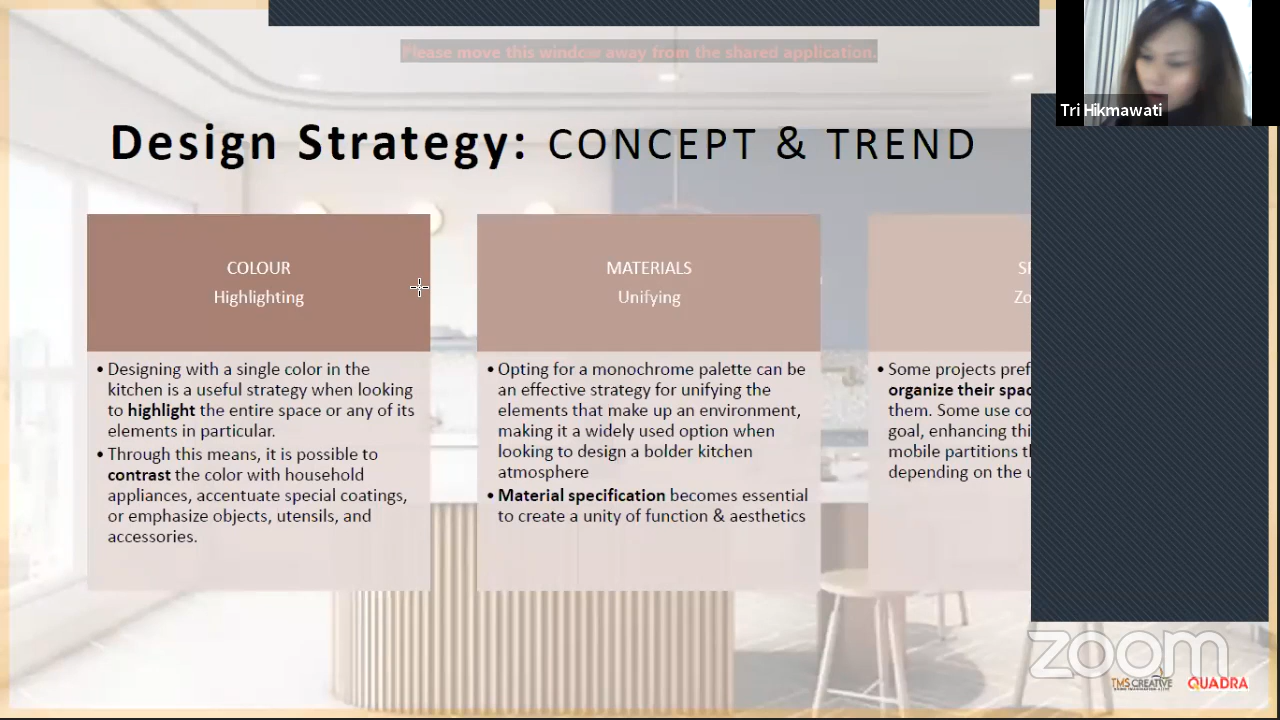 Please move this window away from the shared application.
Tri Hikmawati
Design Strategy: CONCEPT & TREND
COLOUR
Highlighting
• Designing with a single color in the
kitchen is a useful strategy when looking
to highlight the entire space or any of its
elements in particular.
• Through this means, it is possible to
contrast the color with household
appliances, accentuate special coatings,
or emphasize objects, utensils, and
accessories.
MATERIALS
Unifying
• Opting for a monochrome palette can be
an effective strategy for unifying the
elements that make up an environment,
making it a widely used option when
looking to design a bolder kitchen
atmosphere
• Material specification becomes essential
to create a unity of function & aesthetics
• Some projects
organize their
them. Some use
goal, enhancing
mobile partitions
depending on the
zoom
TMS CREATIVE
QUADRA